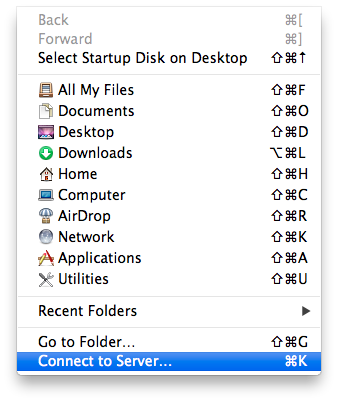 Back ⌘[
Forward ⌘]
Select Startup Disk on Desktop ⇧⌘↑
All My Files ⇧⌘F
Documents ⇧⌘O
Desktop ⇧⌘D
Downloads ⌥⌘L
Home ⇧⌘H
Computer ⇧⌘C
AirDrop ⇧⌘R
Network ⇧⌘K
Applications ⇧⌘A
Utilities ⇧⌘U
Recent Folders ▶
Go to Folder... ⇧⌘G
Connect to Server... ⌘K